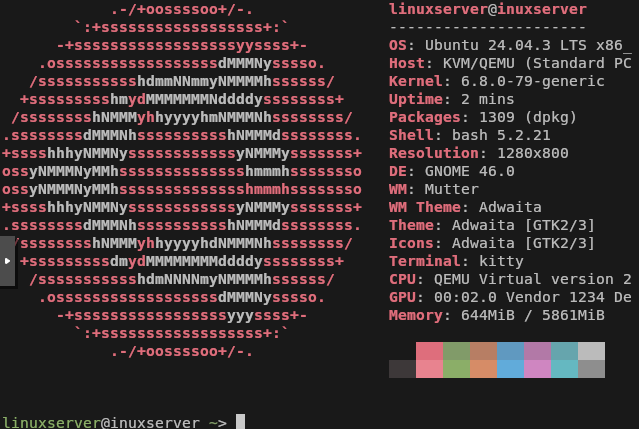 .-/+oossssoo+/-.
`:+ssssssssssssssssss+:`
-+ssssssssssssssssssyyssss+-
.ossssssssssssssssssdMMMNysssso.
/ssssssssssshdmmNNmmyNMMMMhssssss/
+ssssssssshmydMMMMMMMNddddyssssssss+
/sssssssshNMMMyhhyyyyhmNMMMNhssssssss/
.ssssssssdMMMNhsssssssssshNMMMdssssssss.
+sssshhhyNMMNyssssssssssssyNMMMysssssss+
ossyNMMMNyMMhsssssssssssssshmmmhssssssso
ossyNMMMNyMMhsssssssssssssshmmmhssssssso
+sssshhhyNMMNyssssssssssssyNMMMysssssss+
.ssssssssdMMMNhsssssssssshNMMMdssssssss.
/sssssssshNMMMyhhyyyyhdNMMMNhssssssss/
+sssssssssdmydMMMMMMMMddddyssssssss+
/ssssssssssshdmNNNNmyNMMMMhssssss/
.ossssssssssssssssssdMMMNysssso.
-+sssssssssssssssssyyyssss+-
`:+ssssssssssssssssss+:`
.-/+oossssoo+/-.
linuxserver@inuxserver
----------------------
OS: Ubuntu 24.04.3 LTS x86_
Host: KVM/QEMU (Standard PC
Kernel: 6.8.0-79-generic
Uptime: 2 mins
Packages: 1309 (dpkg)
Shell: bash 5.2.21
Resolution: 1280x800
DE: GNOME 46.0
WM: Mutter
WM Theme: Adwaita
Theme: Adwaita [GTK2/3]
Icons: Adwaita [GTK2/3]
Terminal: kitty
CPU: QEMU Virtual version 2
GPU: 00:02.0 Vendor 1234 De
Memory: 644MiB / 5861MiB
linuxserver@inuxserver ~>